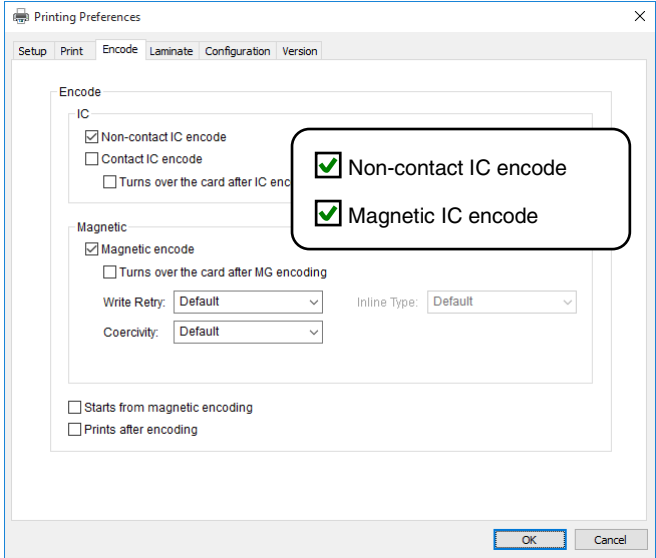 Printing Preferences
Setup Print Encode Laminate Configuration Version
Encode
IC
Non-contact IC encode
Contact IC encode
Turns over the card after IC enc
Non-contact IC encode
Magnetic IC encode
Magnetic
Magnetic encode
Turns over the card after MG encoding
Write Retry: Default Inline Type: Default
Coercivity: Default
Starts from magnetic encoding
Prints after encoding
OK Cancel